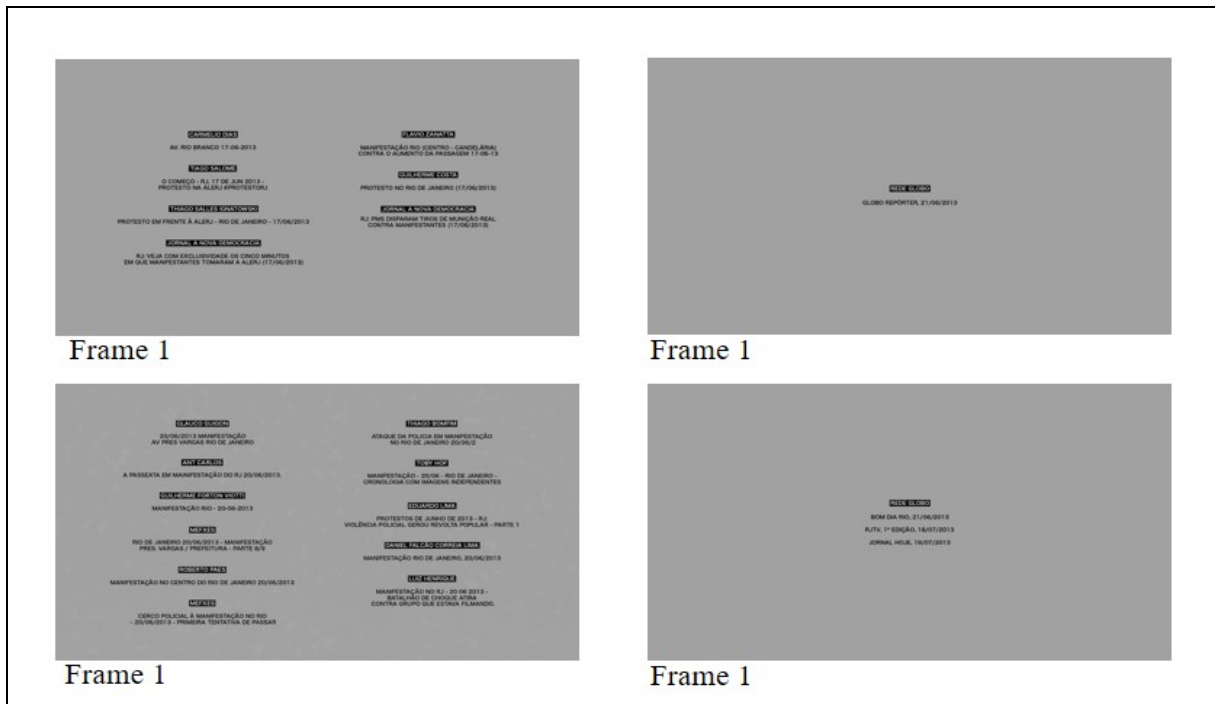 CARMELIO DIAS
AV. RIO BRANCO 17-06-2013
TIAGO SALOME
O COMEÇO - RJ, 17 DE JUN 2013 -
PROTESTO NA ALERJ #PROTESTORJ
THIAGO SALLES IGNATOWSKI
PROTESTO EM FRENTE À ALERJ - RIO DE JANEIRO - 17/06/2013
JORNAL A NOVA DEMOCRACIA
RJ: VEJA COM EXCLUSIVIDADE OS CINCO MINUTOS
EM QUE MANIFESTANTES TOMARAM A ALERJ (17/06/2013)
FLAVIO ZANATTA
MANIFESTAÇÃO RIO (CENTRO - CANDELÁRIA)
CONTRA O AUMENTO DA PASSAGEM 17-06-13
GUILHERME COSTA
PROTESTO NO RIO DE JANEIRO (17/06/2013)
JORNAL A NOVA DEMOCRACIA
RJ: PMS DISPARAM TIROS DE MUNIÇÃO REAL
CONTRA MANIFESTANTES (17/06/2013)
Frame 1
REDE GLOBO
GLOBO REPÓRTER, 21/06/2013
Frame 1
GLAUCO GUIGON
20/06/2013 MANIFESTAÇÃO
AV PRES VARGAS RIO DE JANEIRO
ANT CARLOS
A PASSEATA EM MAINIFESTAÇÃO DO RJ 20/06/2013.
GUILHERME FORTON VIOTTI
MANIFESTAÇÃO RIO - 20-06-2013
MEFKES
RIO DE JANEIRO 20/06/2013 - MANIFESTAÇÃO
PRES. VARGAS / PREFEITURA - PARTE 8/9
ROBERTO PAES
MANIFESTAÇÃO NO CENTRO DO RIO DE JANEIRO 20/06/2013
MEFKES
CERCO POLICIAL À MANIFESTAÇÃO NO RIO
- 20/06/2013 - PRIMEIRA TENTATIVA DE PASSAR
THIAGO BOMFIM
ATAQUE DA POLICIA EM MANIFESTAÇÃO
NO RIO DE JANEIRO 20/06/2
TOBY HOF
MANIFESTAÇÃO - 20/06 - RIO DE JANEIRO -
CRONOLOGIA COM IMAGENS INDEPENDENTES
EDUARDO LIMA
PROTESTOS DE JUNHO DE 2013 - RJ:
VIOLÊNCIA POLICIAL GEROU REVOLTA POPULAR - PARTE 1
DANIEL FALCÃO CORREIA LIMA
MANIFESTAÇÃO RIO DE JANEIRO, 20/06/2013
LUIZ HENRIQUE
MANIFESTAÇÃO NO RJ - 20 06 2013 -
BATALHÃO DE CHOQUE ATIRA
CONTRA GRUPO QUE ESTAVA FILMANDO.
Frame 1
REDE GLOBO
BOM DIA RIO, 21/06/2013
RJTV, 1ª EDIÇÃO, 18/07/2013
JORNAL HOJE, 18/07/2013
Frame 1